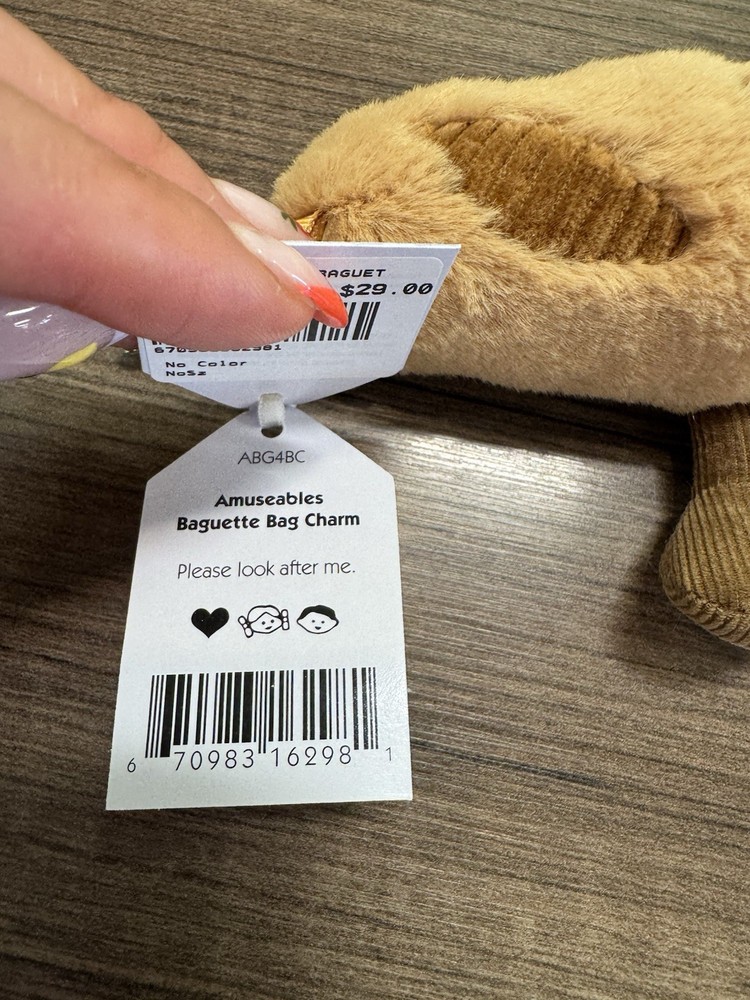 BAGUET
$29.00
No Color
NoSz
ABG4BC
Amuseables
Baguette Bag Charm
Please look after me.
6 70983 16298 1